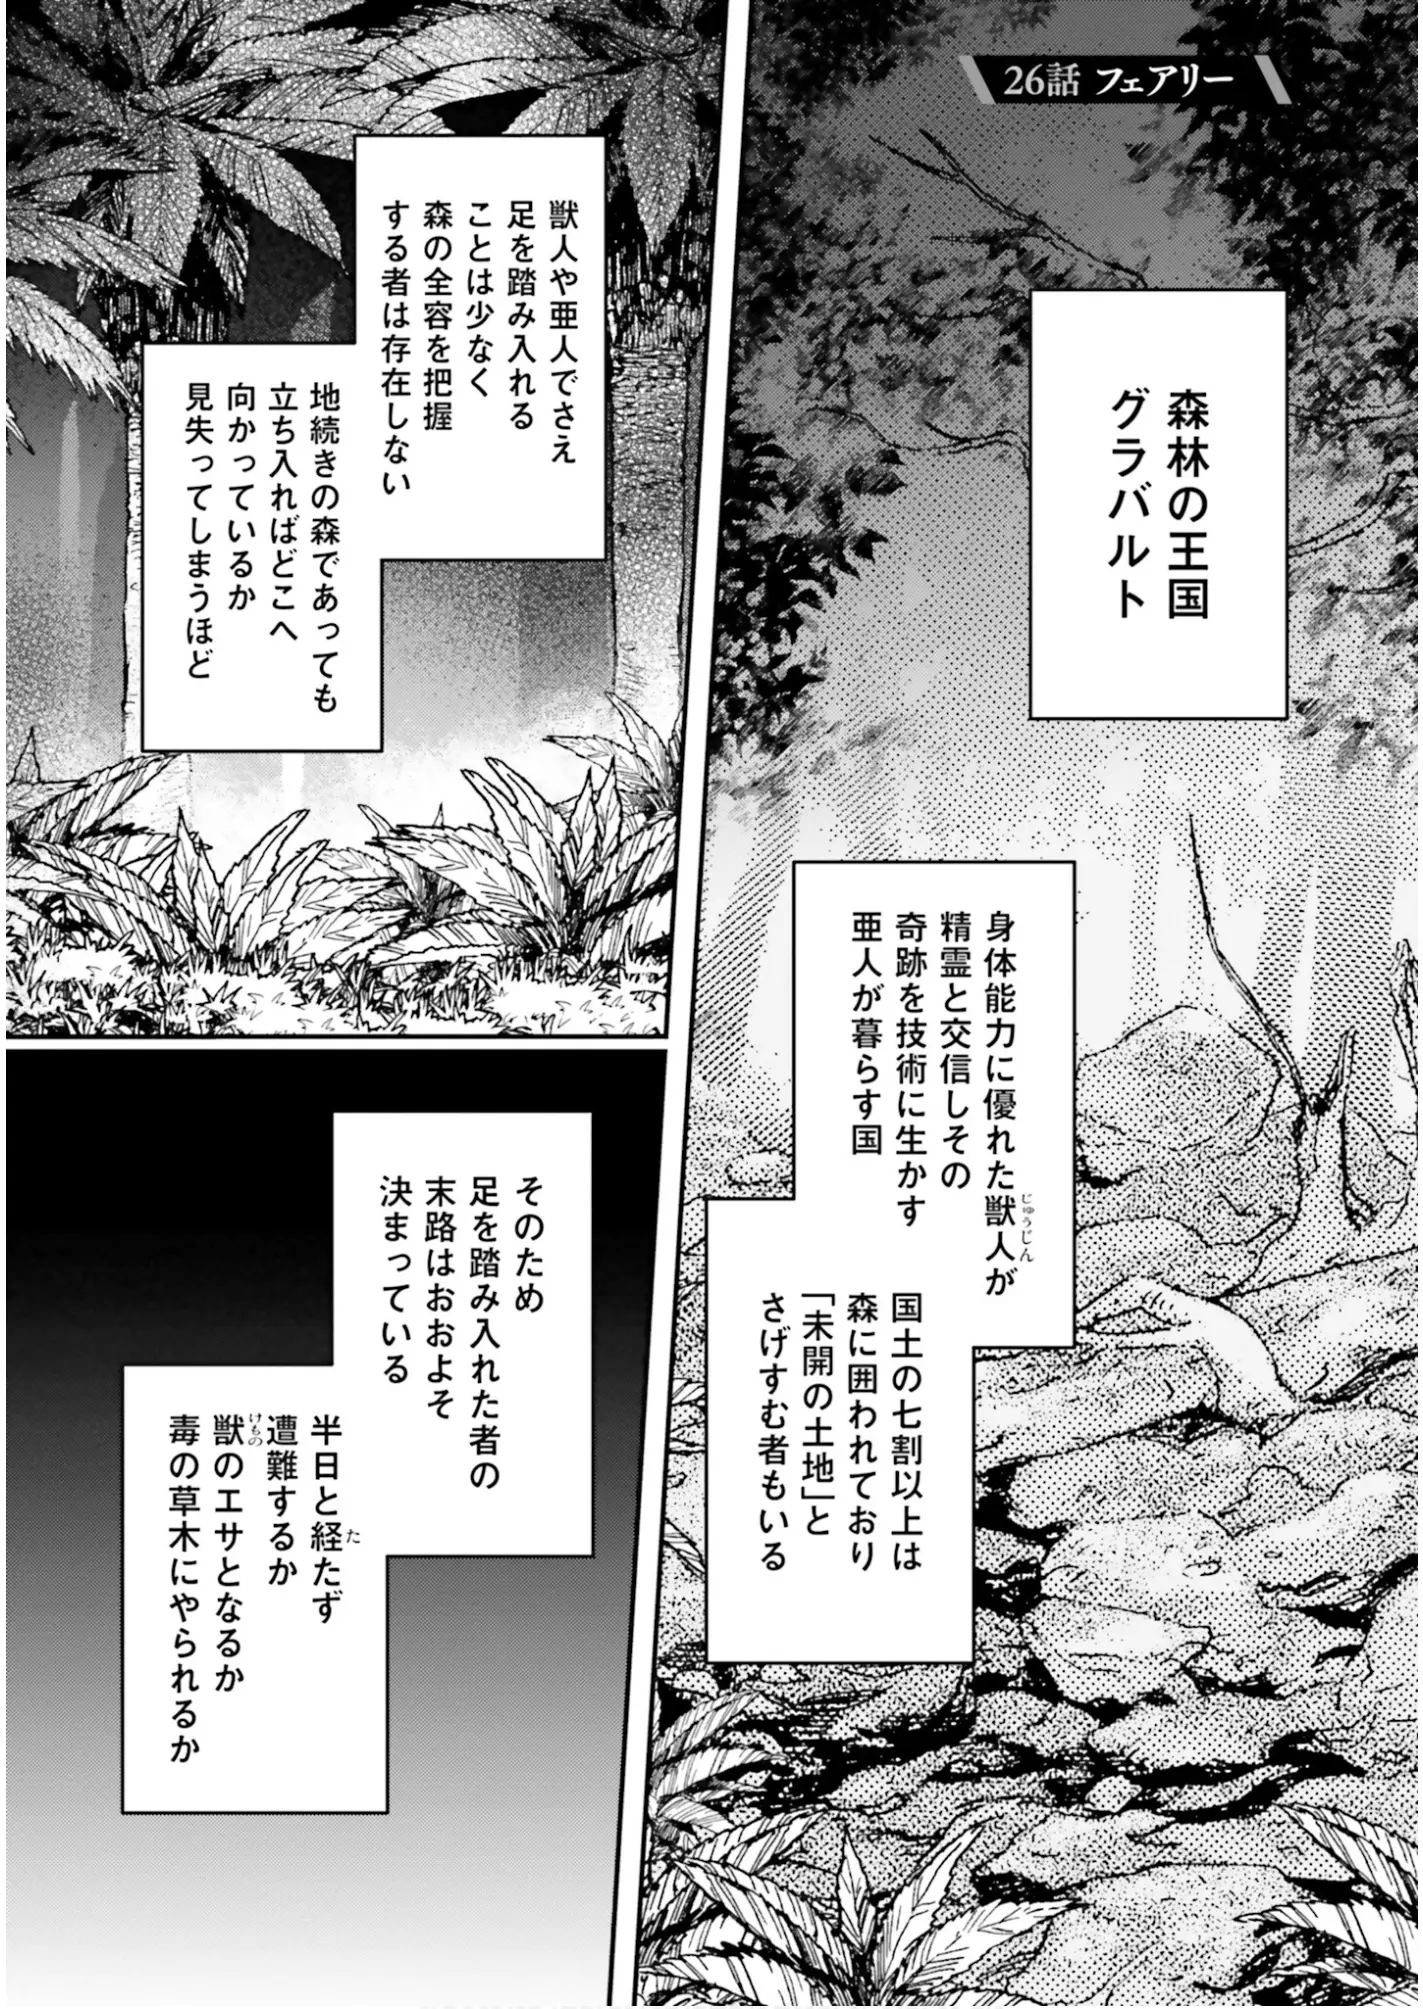 26話 フェアリー
森林の王国
グラバルト
身体能力に優れた獣人が
じゅうじん
精霊と交信しその
奇跡を技術に生かす
亜人が暮らす国
国土の七割以上は
森に囲われており
「未開の土地」と
さげすむ者もいる
獣人や亜人でさえ
足を踏み入れる
ことは少なく
森の全容を把握
する者は存在しない
地続きの森であっても
立ち入ればどこへ
向かっているか
見失ってしまうほど
そのため
足を踏み入れた者の
末路はおおよそ
決まっている
半日と経たず
た
遭難するか
獣のエサとなるか
けもの
毒の草木にやられるか